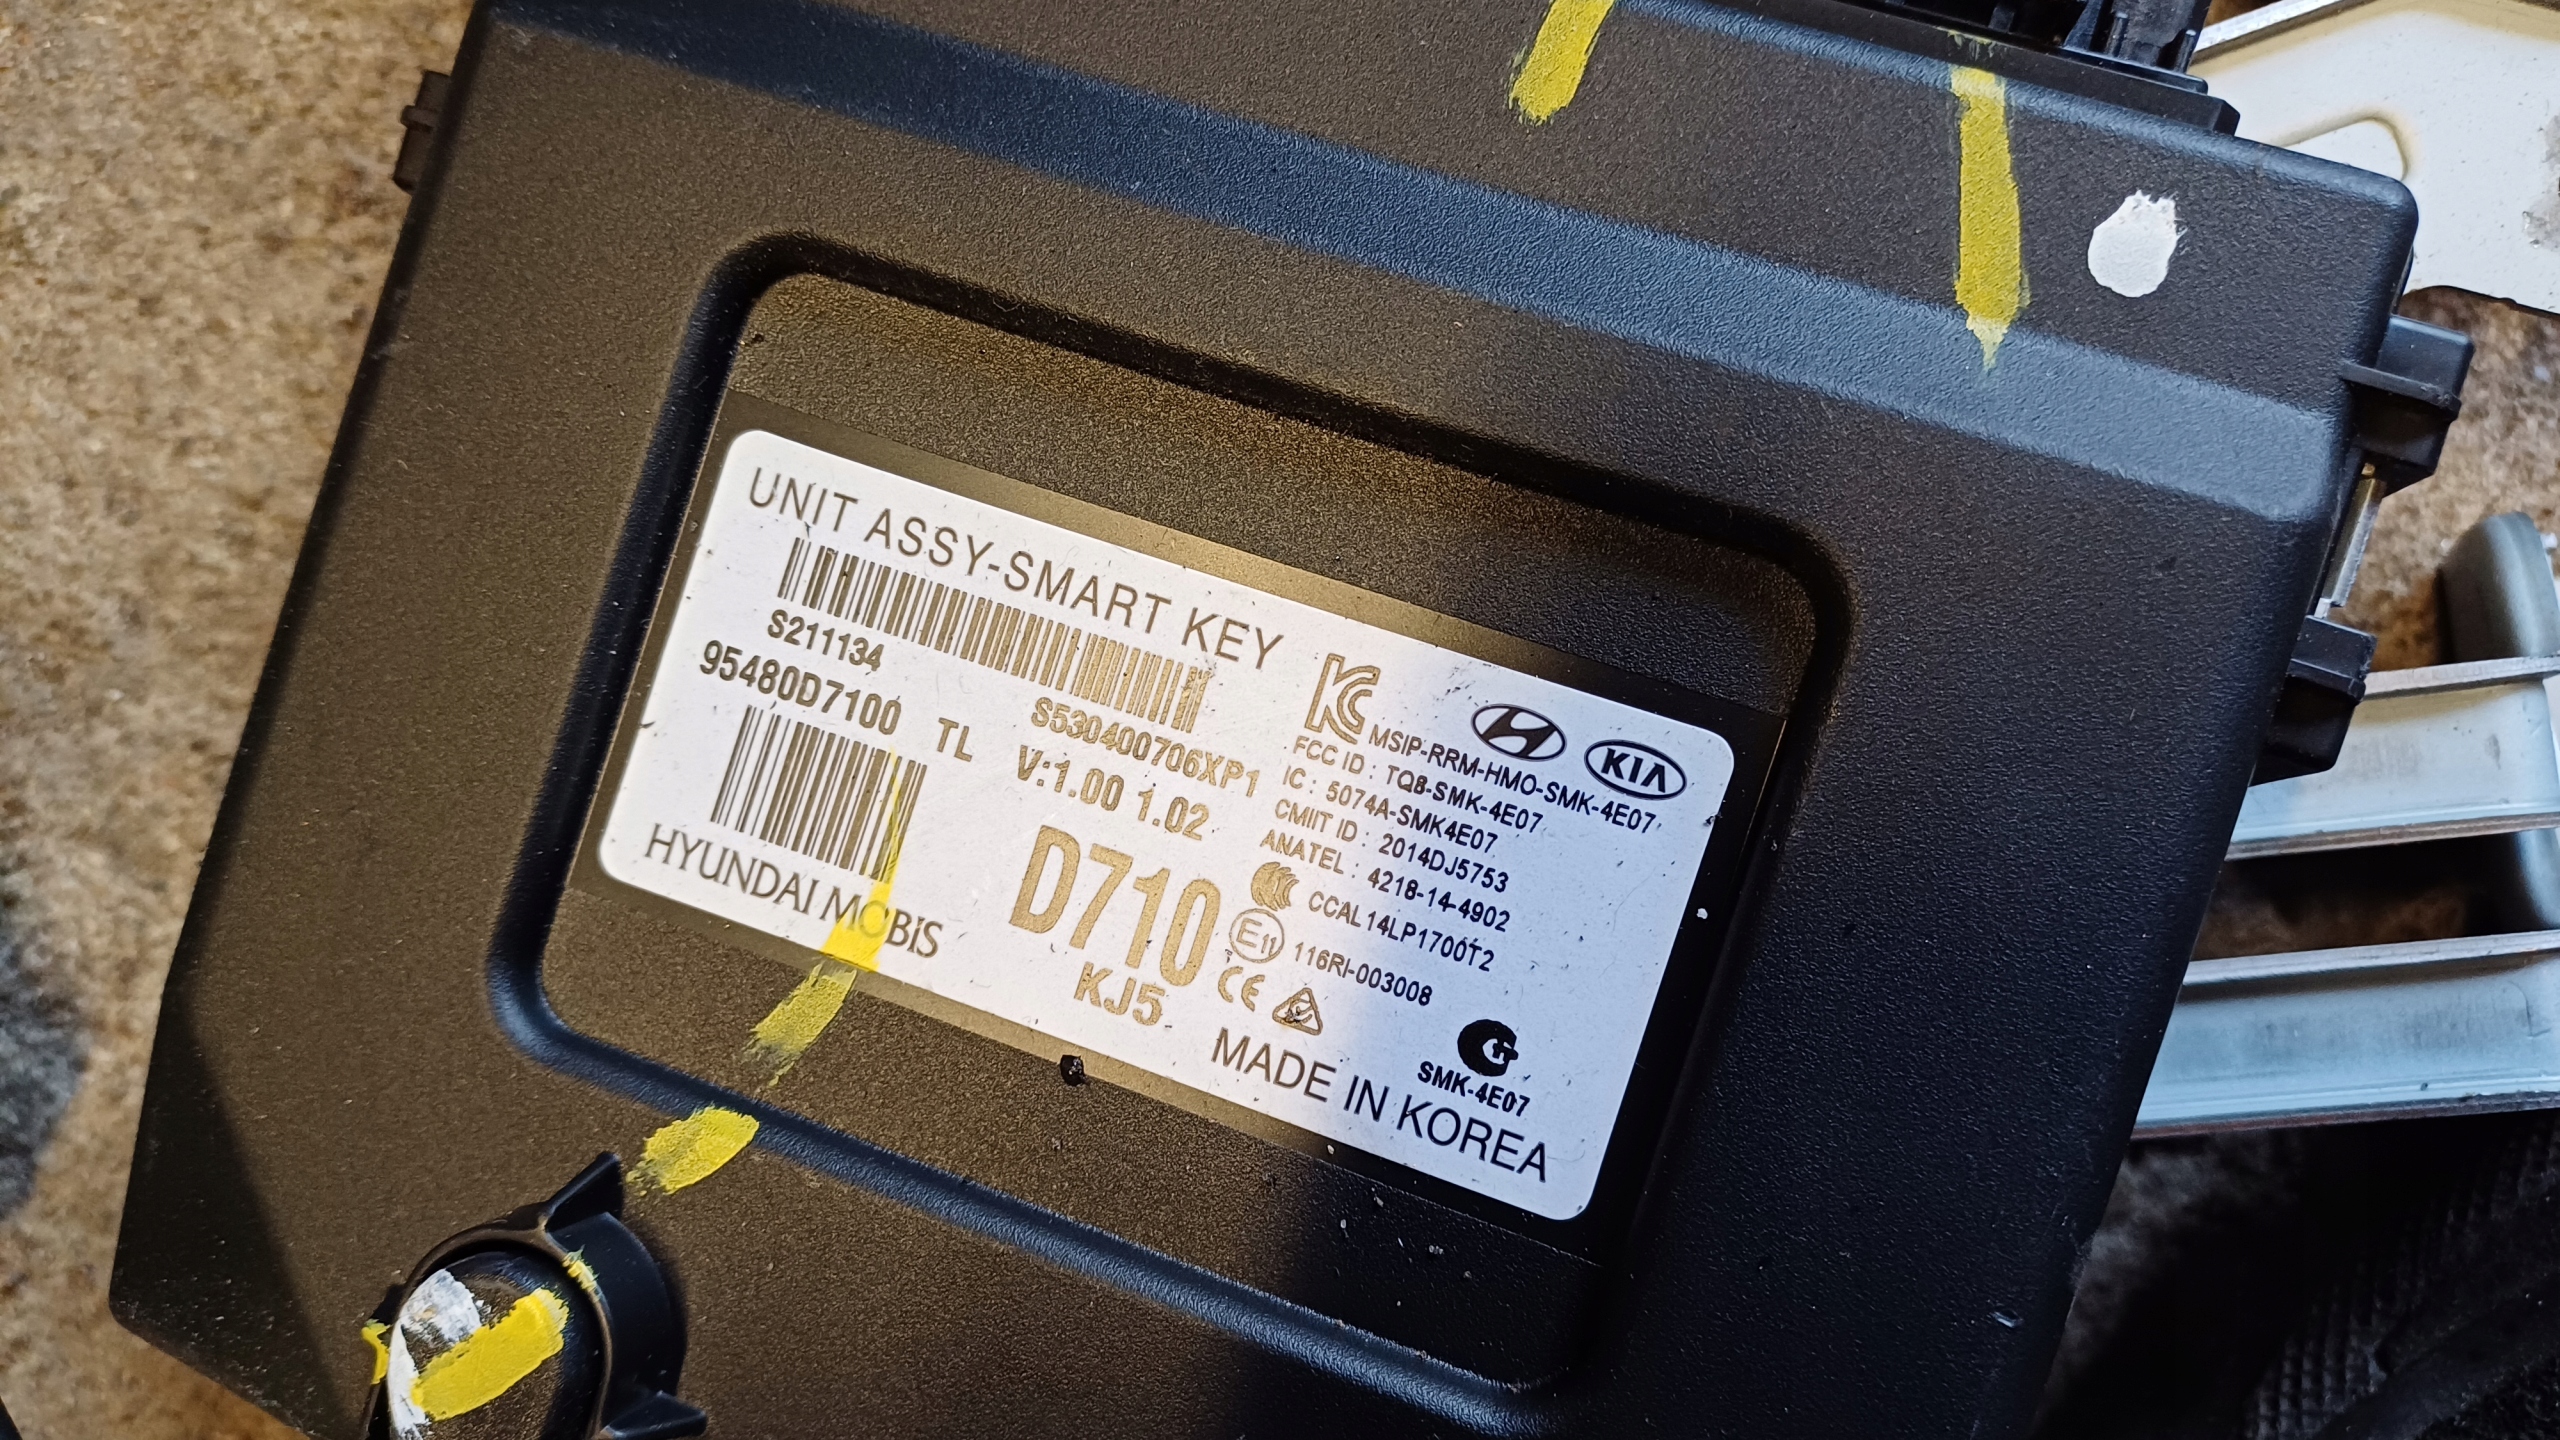 UNIT ASSY-SMART KEY
S211134 S530400706XP1
95480D7100 TL V:1.00 1.02
HYUNDAI MOBIS
D710
KJ5
KC
KIA
MSIP-RRM-HMO-SMK-4E07
FCC ID : TQ8-SMK-4E07
IC : 5074A-SMK4E07
CMIIT ID : 2014DJ5753
ANATEL : 4218-14-4902
CCAL14LP1700T2
E11 116RI-003008
CE
SMK-4E07
MADE IN KOREA